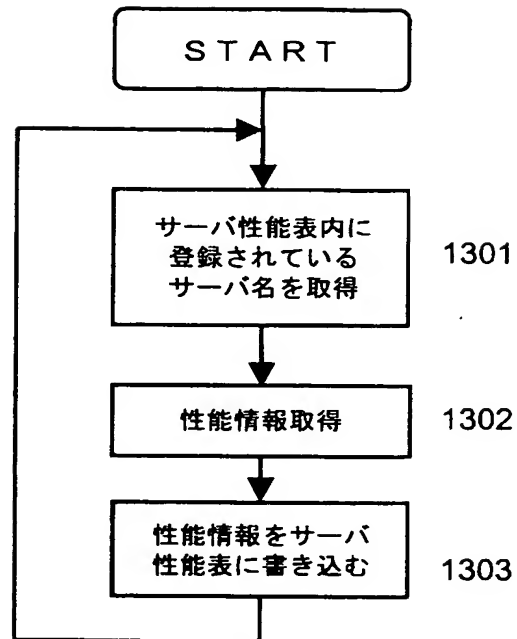 START
サーバ性能表内に
登録されている
サーバ名を取得
1301
性能情報取得
1302
性能情報をサーバ
性能表に書き込む
1303